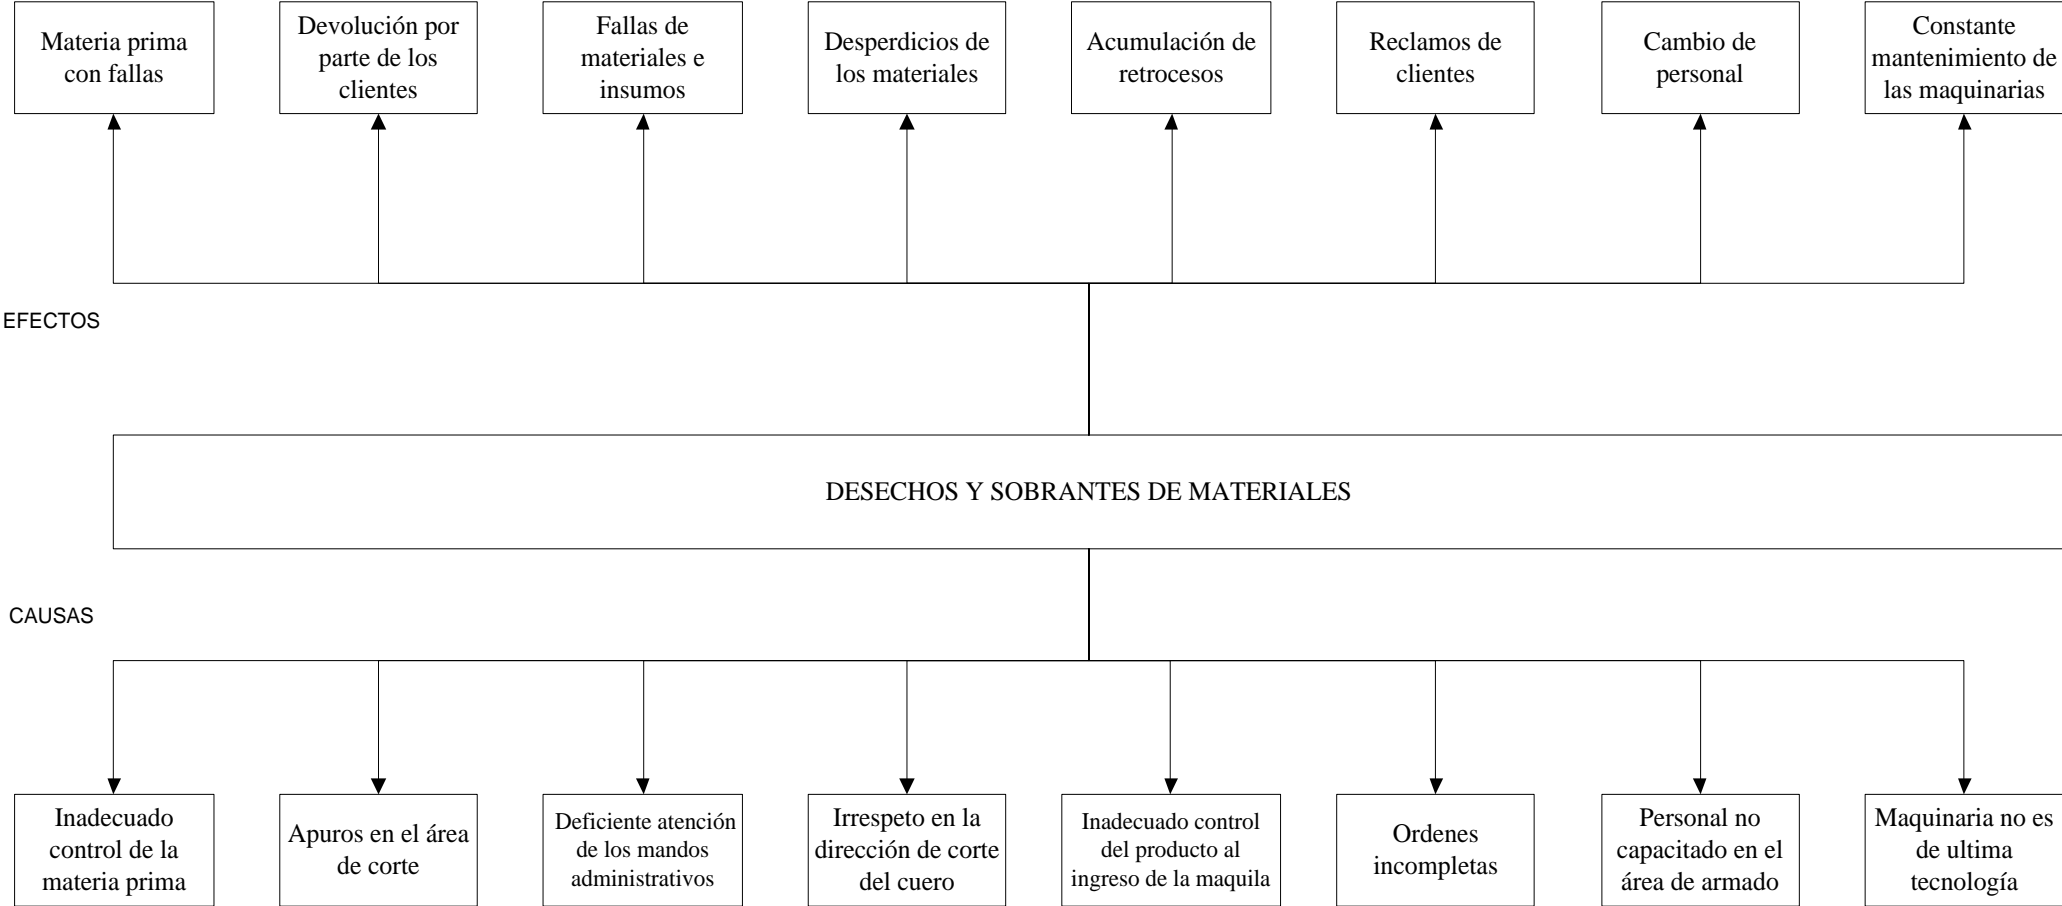 Materia prima
con fallas
Devolución por
parte de los
clientes
Fallas de
materiales e
insumos
Desperdicios de
los materiales
Acumulación de
retrocesos
Reclamos de
clientes
Cambio de
personal
Constante
mantenimiento de
las maquinarias
EFECTOS
DESECHOS Y SOBRANTES DE MATERIALES
CAUSAS
Inadecuado
control de la
materia prima
Apuros en el área
de corte
Deficiente atención
de los mandos
administrativos
Irrespeto en la
dirección de corte
del cuero
Inadecuado control
del producto al
ingreso de la maquila
Ordenes
incompletas
Personal no
capacitado en el
área de armado
Maquinaria no es
de ultima
tecnología